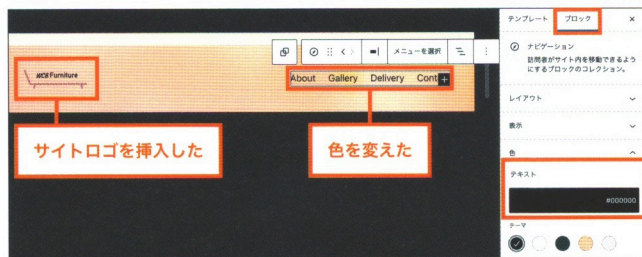 テンプレート ブロック ×
メニューを選択
ナビゲーション
訪問者がサイト内を移動できるよう
にするブロックのコレクション。
WCB Furniture
About Gallery Delivery Cont
レイアウト
表示
サイトロゴを挿入した
色を変えた
色
テキスト
#000000
テーマ